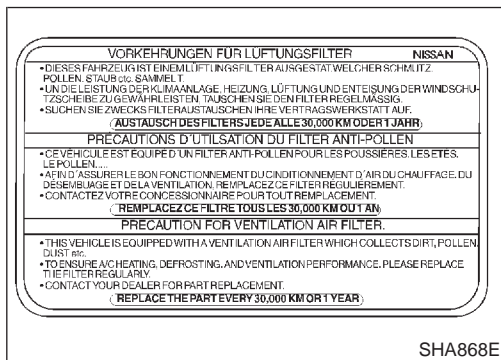 VORKEHRUNGEN FÜR LÜFTUNGSFILTER NISSAN
• DIESES FAHRZEUG IST EINEM LÜFTUNGSFILTER AUSGESTAT.WELCHER SCHMUTZ.
POLLEN. STAUB etc. SAMMELT.
• UN DIE LEISTUNG DER KLIMAANLAGE, HEIZUNG, LÜFTUNG UND ENTEISUNG DER WINDSCHU-
TZSCHEIBE ZU GEWÄHRLEISTEN, TAUSCHEN SIE DEN FILTER REGELMÄSSIG.
• SUCHEN SIE ZWECKS FILTERAUSTAUSCHEN IHRE VERTRAGSWERKSTATT AUF.
(AUSTAUSCH DES FILTERS JEDE ALLE 30,000 KM ODER 1 JAHR)
PRÉCAUTIONS D'UTILSATION DU FILTER ANTI-POLLEN
• CE VÉHICULE EST ÉQUIPÉ D'UN FILTER ANTI-POLLEN POUR LES POUSSIÈRES. LES ETÉS.
LE POLLEN.....
• AFIN D'ASSURER LE BON FONCTIONNEMENT DU CINDITIONNEMENT D'AIR DU CHAUFFAGE. DU
DÉSEMBUAGE ET DE LA VENTILATION, REMPLACEZ CE FILTER RÉGULIÈREMENT.
• CONTACTEZ VOTRE CONCESSIONNAIRE POUR TOUT REMPLACEMENT.
(REMPLACEZ CE FILTRE TOUS LES 30,000 KM OU 1 AN)
PRECAUTION FOR VENTILATION AIR FILTER.
• THIS VEHICLE IS EQUIPPED WITH A VENTILATION AIR FILTER WHICH COLLECTS DIRT, POLLEN,
DUST etc.
• TO ENSURE A/C HEATING, DEFROSTING. AND VENTILATION PERFORMANCE. PLEASE REPLACE
THE FILTER REGULARLY.
• CONTACT YOUR DEALER FOR PART REPLACEMENT.
(REPLACE THE PART EVERY 30,000 KM OR 1 YEAR)
SHA868E